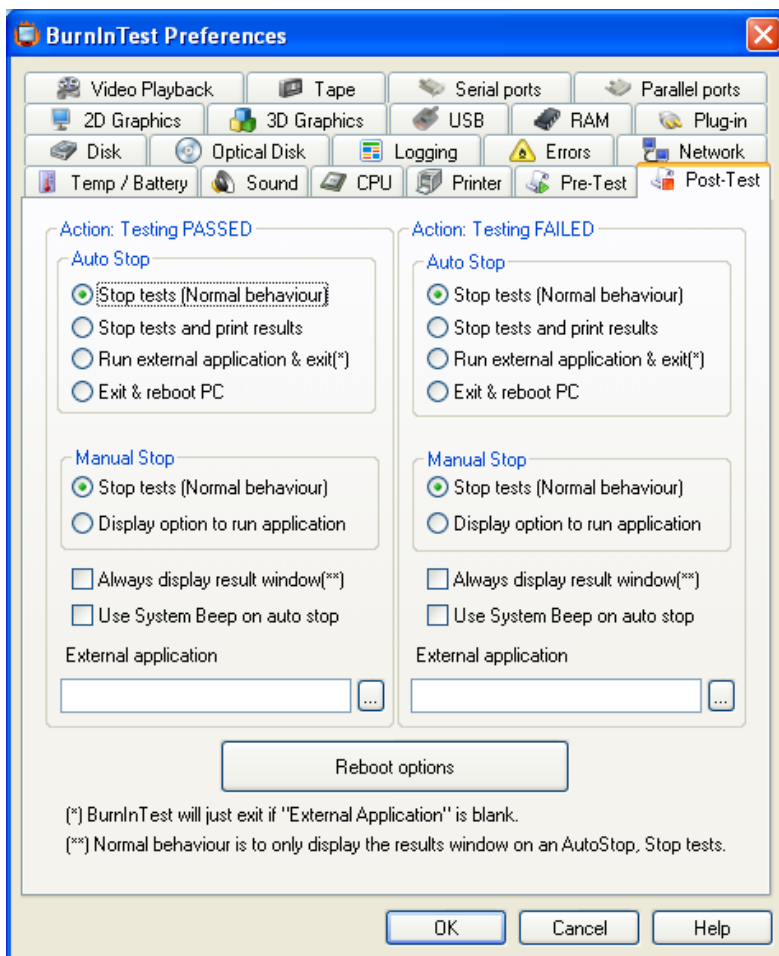 BurnInTest Preferences
Video Playback Tape Serial ports Parallel ports
2D Graphics 3D Graphics USB RAM Plug-in
Disk Optical Disk Logging Errors Network
Temp / Battery Sound CPU Printer Pre-Test Post-Test
Action: Testing PASSED
Auto Stop
Stop tests (Normal behaviour)
Stop tests and print results
Run external application & exit(*)
Exit & reboot PC
Manual Stop
Stop tests (Normal behaviour)
Display option to run application
Always display result window(**)
Use System Beep on auto stop
External application
...
Action: Testing FAILED
Auto Stop
Stop tests (Normal behaviour)
Stop tests and print results
Run external application & exit(*)
Exit & reboot PC
Manual Stop
Stop tests (Normal behaviour)
Display option to run application
Always display result window(**)
Use System Beep on auto stop
External application
...
Reboot options
(*) BurnInTest will just exit if "External Application" is blank.
(**) Normal behaviour is to only display the results window on an AutoStop, Stop tests.
OK Cancel Help